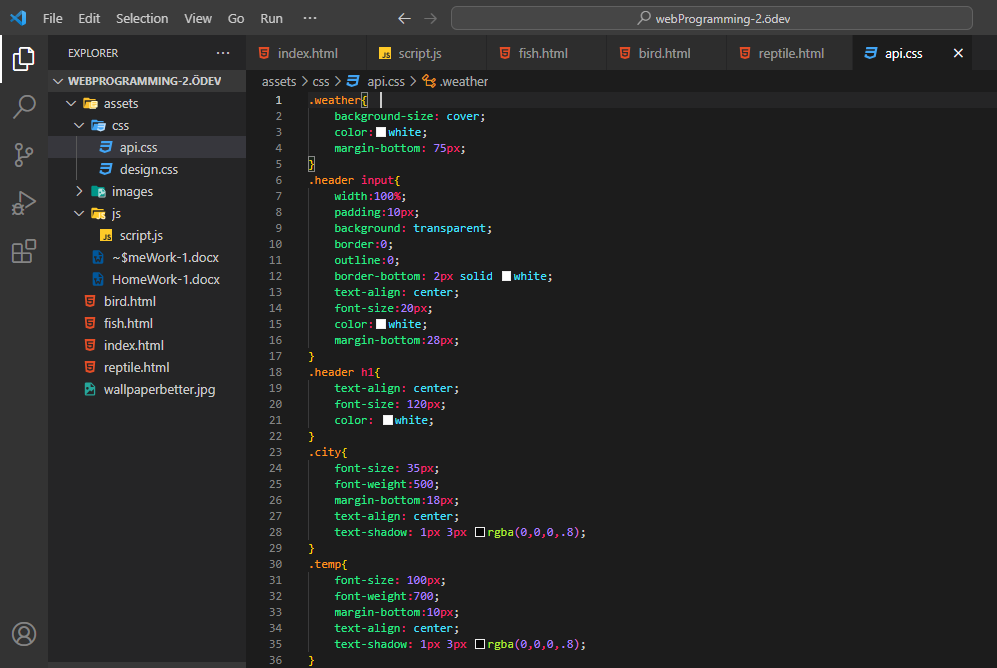 File Edit Selection View Go Run ··· ← → webProgramming-2.ödev
EXPLORER ···
WEBPROGRAMMING-2.ÖDEV
assets
css
api.css
design.css
images
js
script.js
~$meWork-1.docx
HomeWork-1.docx
bird.html
fish.html
index.html
reptile.html
wallpaperbetter.jpg
index.html JS script.js fish.html bird.html reptile.html api.css ×
assets > css > api.css > .weather
1 .weather{
2 background-size: cover;
3 color:white;
4 margin-bottom: 75px;
5 }
6 .header input{
7 width:100%;
8 padding:10px;
9 background: transparent;
10 border:0;
11 outline:0;
12 border-bottom: 2px solid white;
13 text-align: center;
14 font-size:20px;
15 color:white;
16 margin-bottom:28px;
17 }
18 .header h1{
19 text-align: center;
20 font-size: 120px;
21 color: white;
22 }
23 .city{
24 font-size: 35px;
25 font-weight:500;
26 margin-bottom:18px;
27 text-align: center;
28 text-shadow: 1px 3px rgba(0,0,0,.8);
29 }
30 .temp{
31 font-size: 100px;
32 font-weight:700;
33 margin-bottom:10px;
34 text-align: center;
35 text-shadow: 1px 3px rgba(0,0,0,.8);
36 }